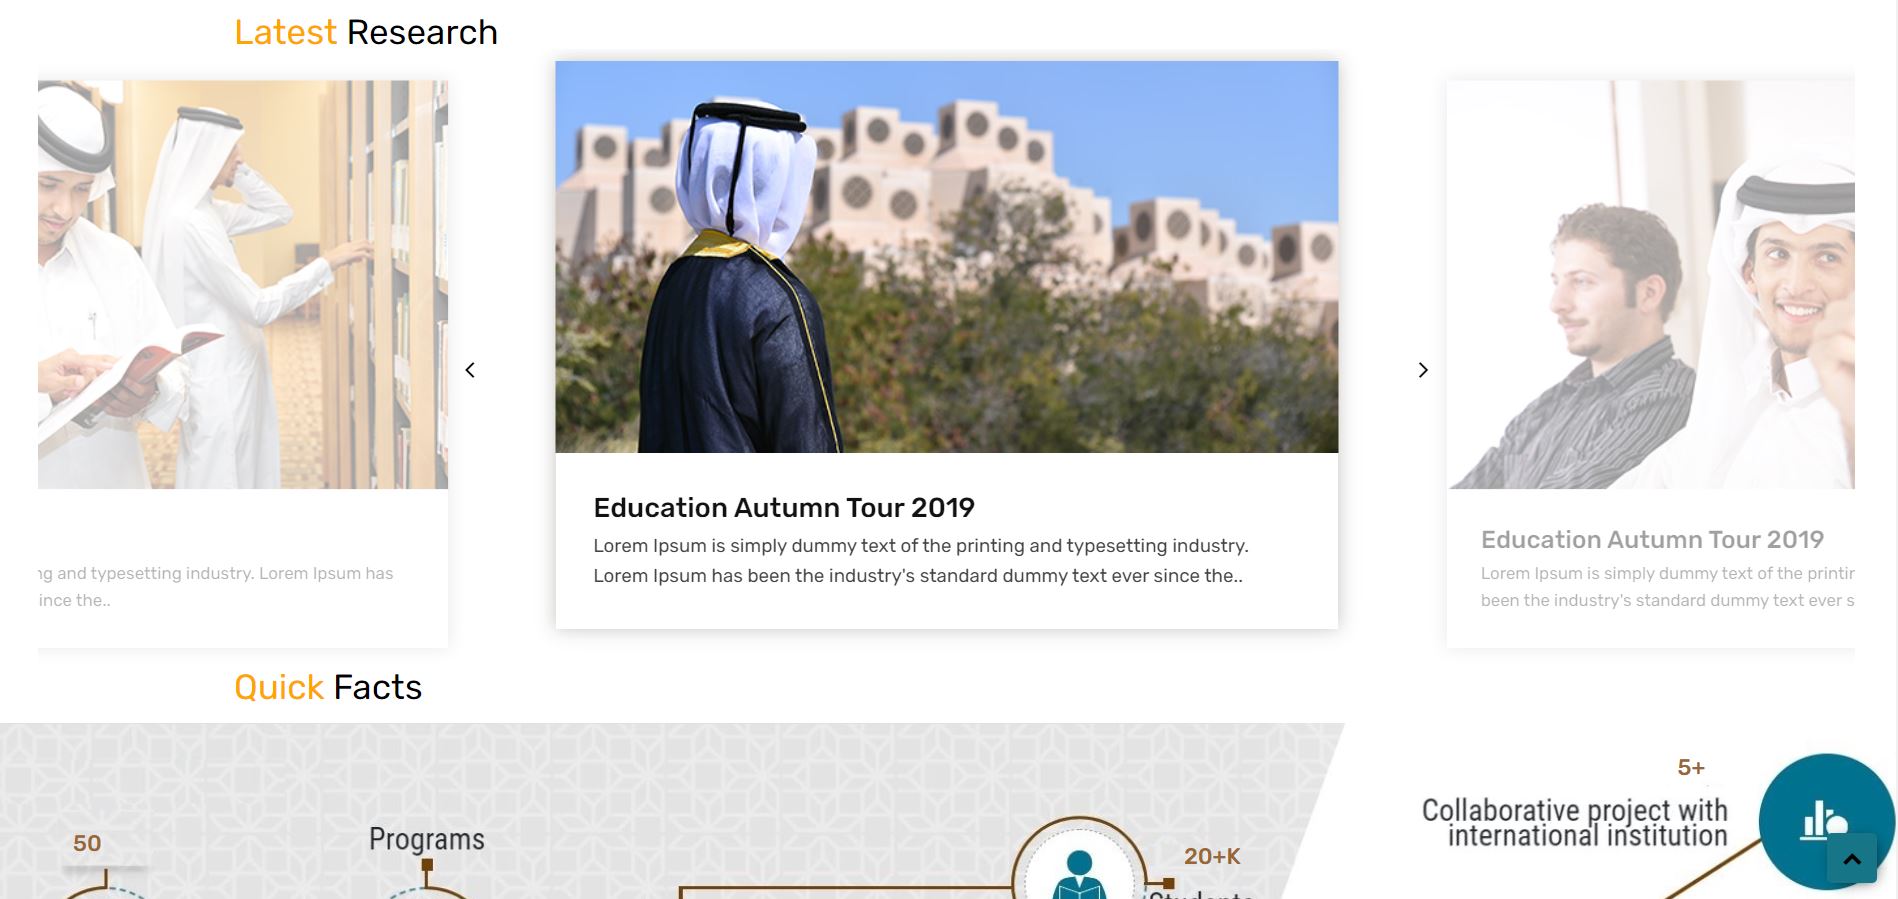 Latest Research
ng and typesetting industry. Lorem Ipsum has
ince the..
Education Autumn Tour 2019
Lorem Ipsum is simply dummy text of the printing and typesetting industry.
Lorem Ipsum has been the industry's standard dummy text ever since the..
Education Autumn Tour 2019
Lorem Ipsum is simply dummy text of the printin
been the industry's standard dummy text ever s
Quick Facts
50
Programs
20+K
Students
5+
Collaborative project with
international institution